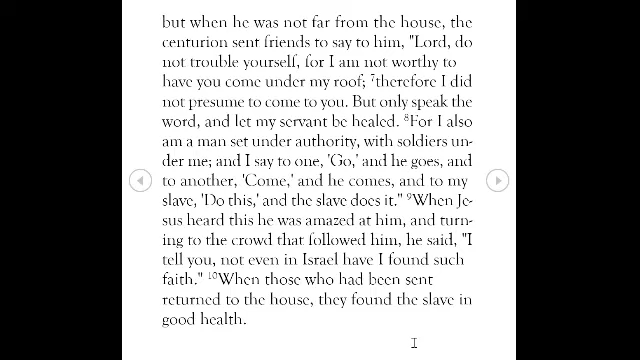 but when he was not far from the house, the
centurion sent friends to say to him, "Lord, do
not trouble yourself, for I am not worthy to
have you come under my roof; 7therefore I did
not presume to come to you. But only speak the
word, and let my servant be healed. 8For I also
am a man set under authority, with soldiers un-
der me; and I say to one, 'Go,' and he goes, and
to another, 'Come,' and he comes, and to my
slave, 'Do this,' and the slave does it." 9When Je-
sus heard this he was amazed at him, and turn-
ing to the crowd that followed him, he said, "I
tell you, not even in Israel have I found such
faith." 10When those who had been sent
returned to the house, they found the slave in
good health.